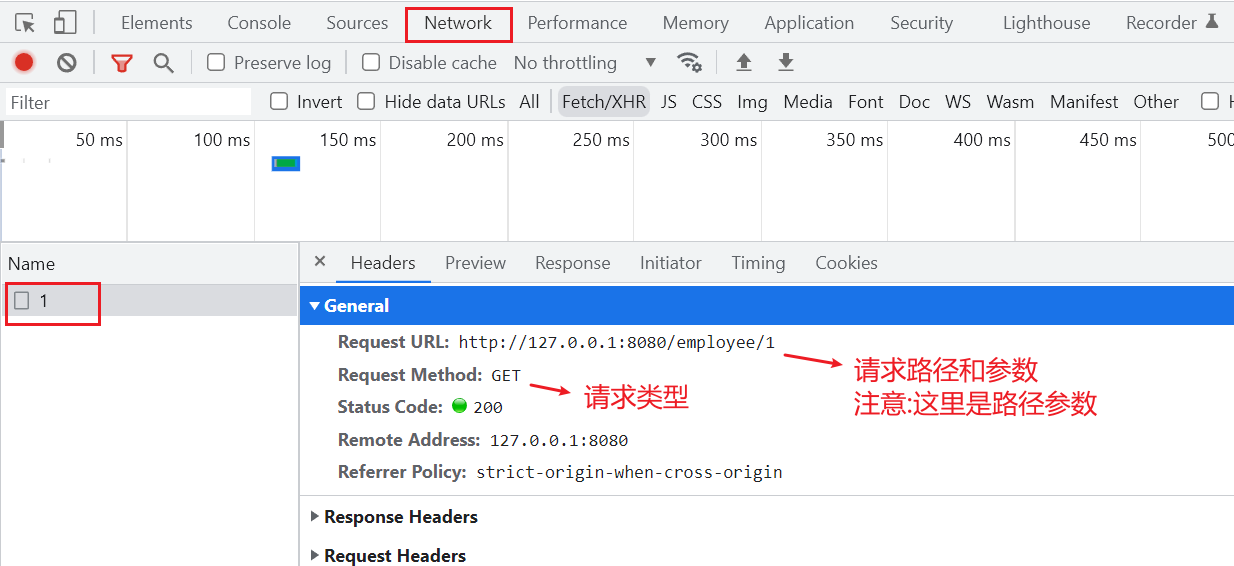 Elements Console Sources Network Performance Memory Application Security Lighthouse Recorder
Preserve log Disable cache No throttling
Filter Invert Hide data URLs All Fetch/XHR JS CSS Img Media Font Doc WS Wasm Manifest Other
50 ms 100 ms 150 ms 200 ms 250 ms 300 ms 350 ms 400 ms 450 ms 500
Name
1
Headers Preview Response Initiator Timing Cookies
General
Request URL: http://127.0.0.1:8080/employee/1
请求路径和参数
注意:这里是路径参数
Request Method: GET
请求类型
Status Code: 200
Remote Address: 127.0.0.1:8080
Referrer Policy: strict-origin-when-cross-origin
Response Headers
Request Headers